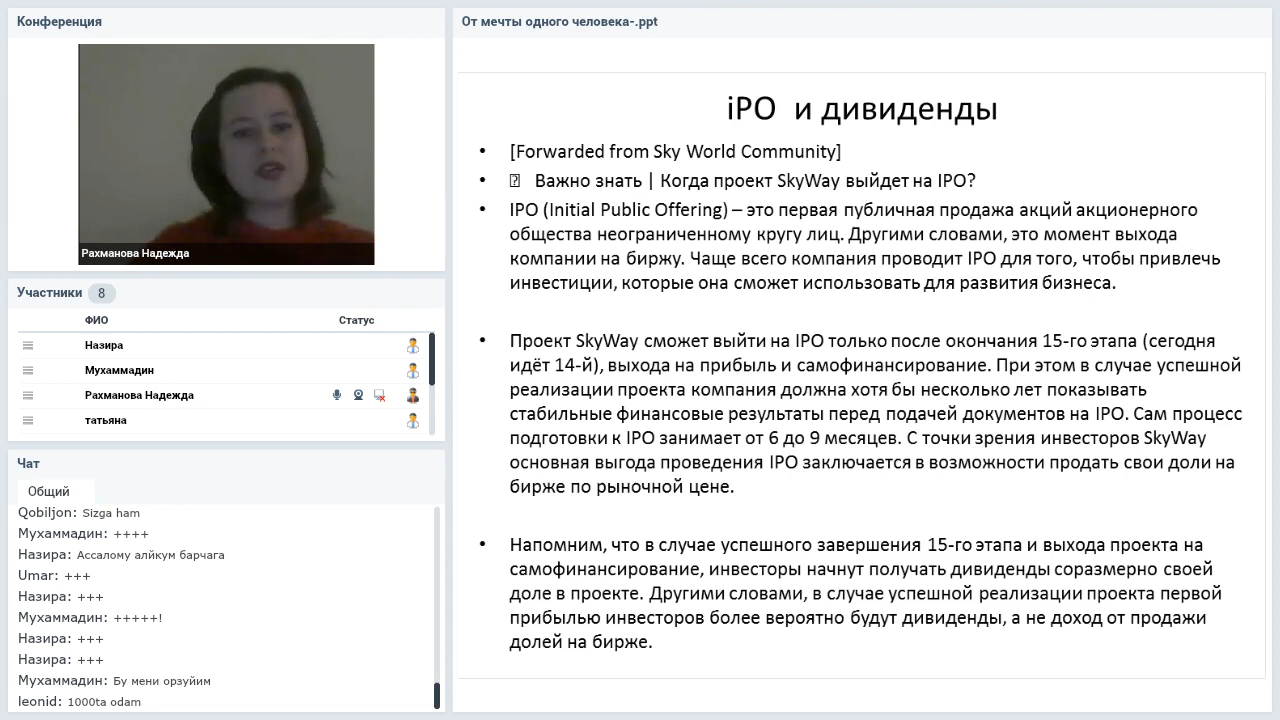 Конференция
Рахманова Надежда
Участники 8
ФИО Статус
Назира
Мухаммадин
Рахманова Надежда
татьяна
Чат
Общий
Qobiljon: Sizga ham
Мухаммадин: ++++
Назира: Ассалому алйкум барчага
Umar: +++
Назира: +++
Мухаммадин: +++++!
Назира: +++
Назира: +++
Мухаммадин: Бу мени орзуйим
leonid: 1000ta odam
От мечты одного человека-.ppt
iPO и дивиденды
• [Forwarded from Sky World Community]
• Важно знать | Когда проект SkyWay выйдет на IPO?
• IPO (Initial Public Offering) – это первая публичная продажа акций акционерного
общества неограниченному кругу лиц. Другими словами, это момент выхода
компании на биржу. Чаще всего компания проводит IPO для того, чтобы привлечь
инвестиции, которые она сможет использовать для развития бизнеса.
• Проект SkyWay сможет выйти на IPO только после окончания 15-го этапа (сегодня
идёт 14-й), выхода на прибыль и самофинансирование. При этом в случае успешной
реализации проекта компания должна хотя бы несколько лет показывать
стабильные финансовые результаты перед подачей документов на IPO. Сам процесс
подготовки к IPO занимает от 6 до 9 месяцев. С точки зрения инвесторов SkyWay
основная выгода проведения IPO заключается в возможности продать свои доли на
бирже по рыночной цене.
• Напомним, что в случае успешного завершения 15-го этапа и выхода проекта на
самофинансирование, инвесторы начнут получать дивиденды соразмерно своей
доле в проекте. Другими словами, в случае успешной реализации проекта первой
прибылью инвесторов более вероятно будут дивиденды, а не доход от продажи
долей на бирже.